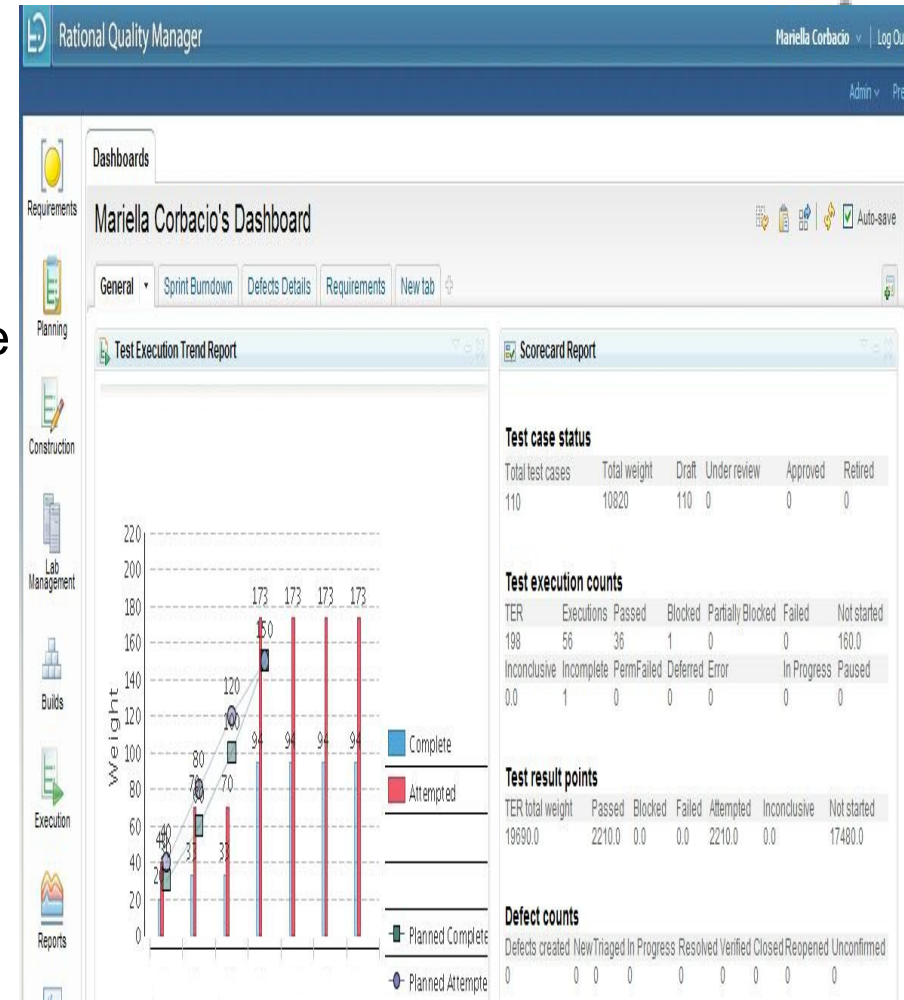 Rational Quality Manager
Mariella Corbacio | Log Ou
Admin Pre
Requirements
Planning
e
Construction
Lab
Management
Builds
Execution
Reports
Dashboards
Mariella Corbacio's Dashboard
Auto-save
General Sprint Burndown Defects Details Requirements New tab
Test Execution Trend Report
Weight
220
200
180
160
140
120
100
80
60
40
20
0
173 173 173 173
150
120
80
70
94 94 94 94
33
Complete
Attempted
Planned Complete
Planned Attempte
Scorecard Report
Test case status
Total test cases Total weight Draft Under review Approved Retired
110 10820 110 0 0 0
Test execution counts
TER Executions Passed Blocked Partially Blocked Failed Not started
198 56 36 1 0 0 160.0
Inconclusive Incomplete PermFailed Deferred Error In Progress Paused
0.0 1 0 0 0 0 0
Test result points
TER total weight Passed Blocked Failed Attempted Inconclusive Not started
19690.0 2210.0 0.0 0.0 2210.0 0.0 17480.0
Defect counts
Defects created New Triaged In Progress Resolved Verified Closed Reopened Unconfirmed
0 0 0 0 0 0 0 0 0